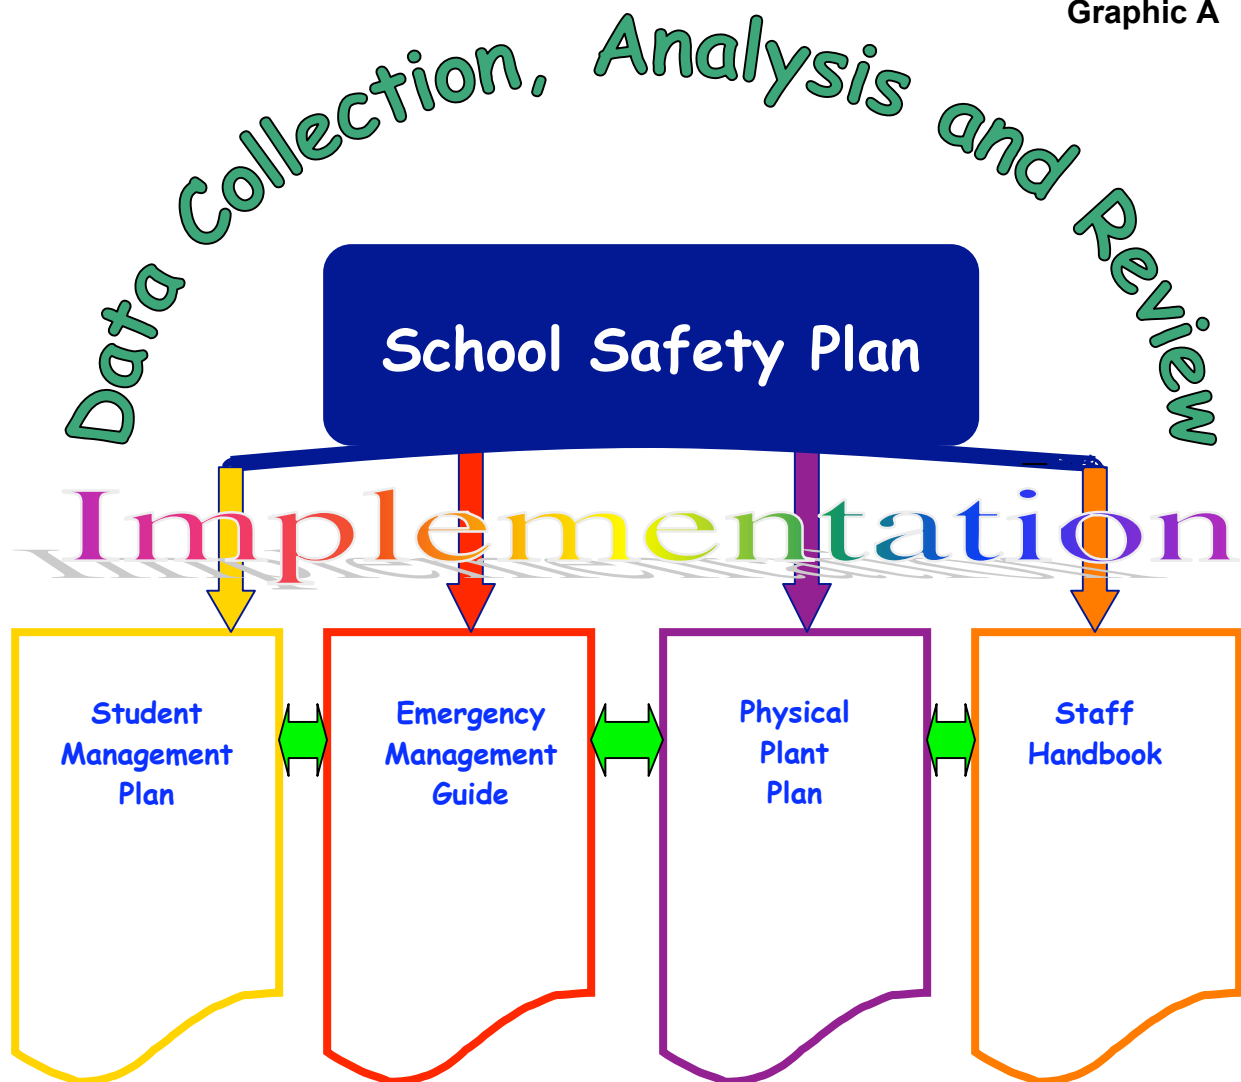 Graphic A
Data Collection, Analysis and Review
School Safety Plan
Implementation
Student
Management
Plan
Emergency
Management
Guide
Physical
Plant
Plan
Staff
Handbook